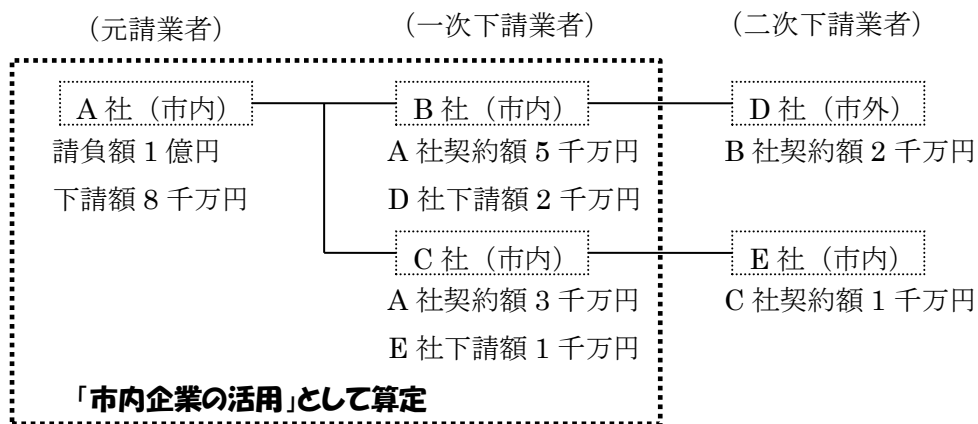 （元請業者）　（一次下請業者）　（二次下請業者）
A 社（市内）　B 社（市内）　D 社（市外）
請負額 1 億円　A 社契約額 5 千万円　B 社契約額 2 千万円
下請額 8 千万円　D 社下請額 2 千万円
C 社（市内）　E 社（市内）
A 社契約額 3 千万円　C 社契約額 1 千万円
E 社下請額 1 千万円
「市内企業の活用」として算定